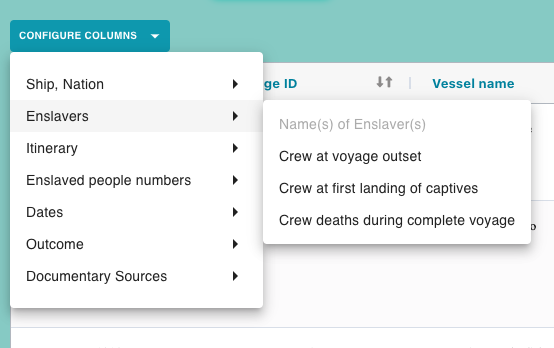 CONFIGURE COLUMNS
ge ID
Vessel name
Ship, Nation
Enslavers
Itinerary
Enslaved people numbers
Dates
Outcome
Documentary Sources
Name(s) of Enslaver(s)
Crew at voyage outset
Crew at first landing of captives
Crew deaths during complete voyage